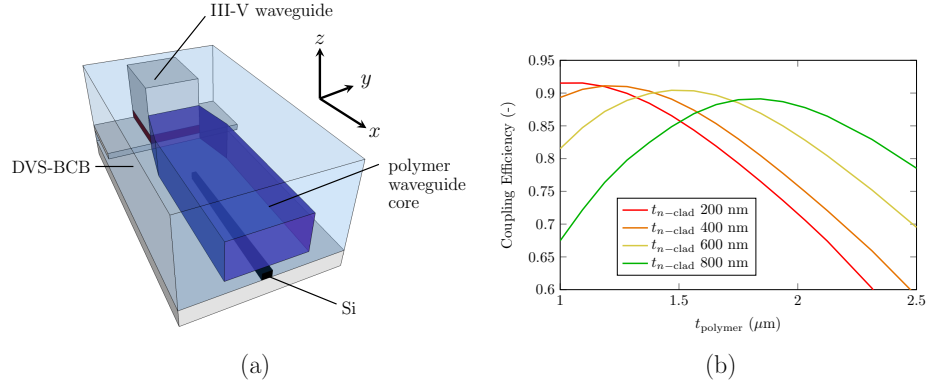 III-V waveguide
z
y
x
DVS-BCB
polymer
waveguide
core
Si
(a)
Coupling Efficiency (-)
0.95
0.9
0.85
0.8
0.75
0.7
0.65
0.6
t_{n-clad} 200 nm
t_{n-clad} 400 nm
t_{n-clad} 600 nm
t_{n-clad} 800 nm
1 1.5 2 2.5
t_{polymer} (μm)
(b)